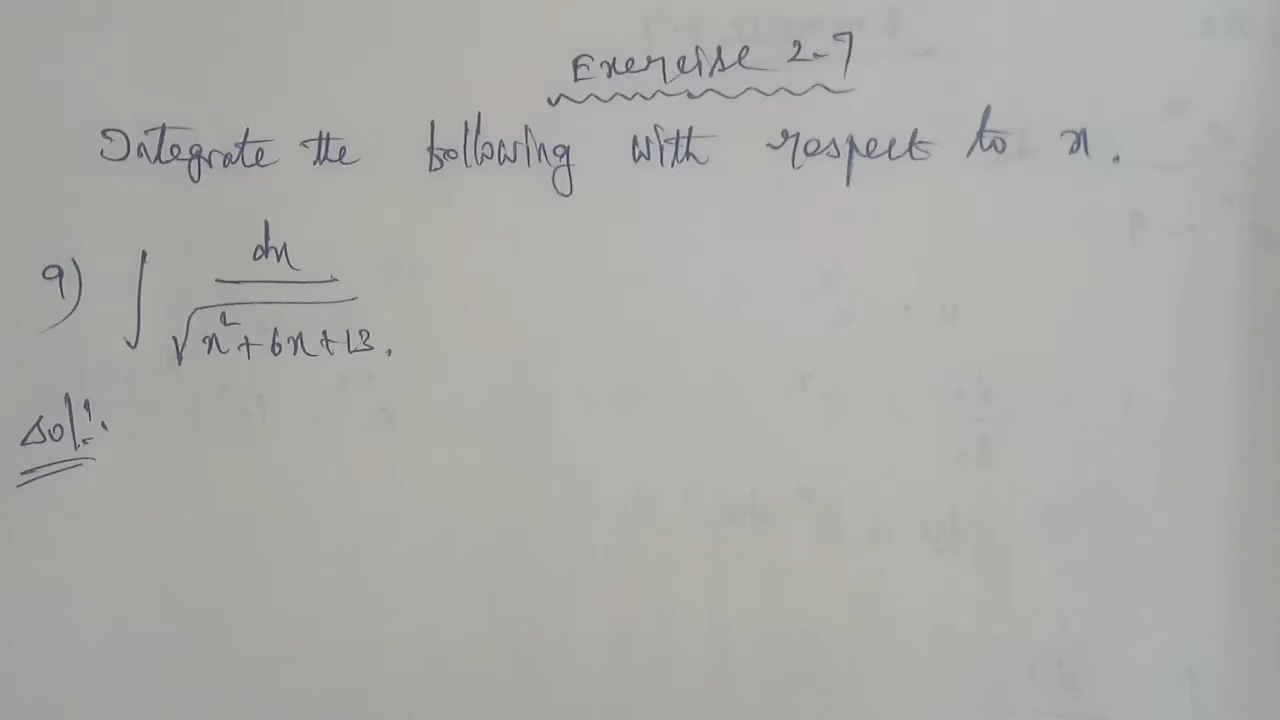 Exercise 2.7
Integrate the following with respect to x.
9) ∫ dx / √x²+6x+13.
Sol: